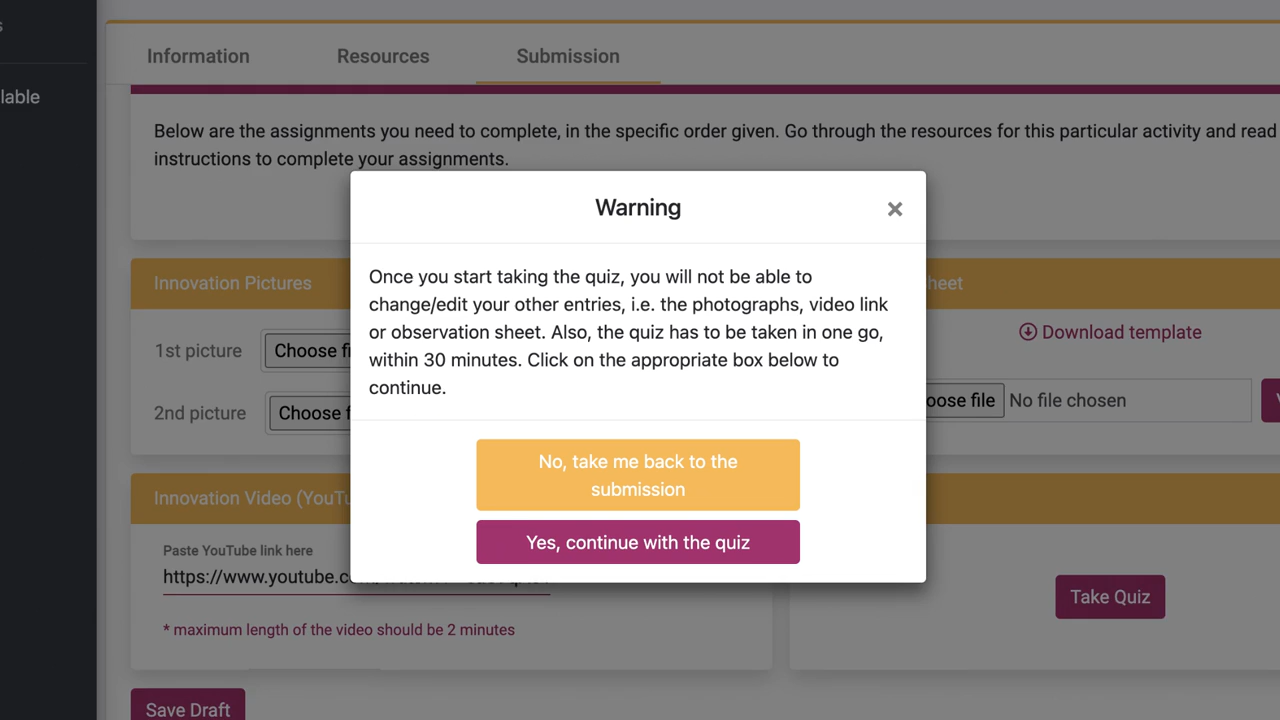 s
lable
Information Resources Submission
Below are the assignments you need to complete, in the specific order given. Go through the resources for this particular activity and read
instructions to complete your assignments.
Warning
×
Once you start taking the quiz, you will not be able to
change/edit your other entries, i.e. the photographs, video link
or observation sheet. Also, the quiz has to be taken in one go,
within 30 minutes. Click on the appropriate box below to
continue.
No, take me back to the
submission
Yes, continue with the quiz
Innovation Pictures
1st picture Choose fi
2nd picture Choose f
heet
Download template
oose file No file chosen
Innovation Video (YouTu
Paste YouTube link here
https://www.youtube.c
* maximum length of the video should be 2 minutes
Take Quiz
Save Draft